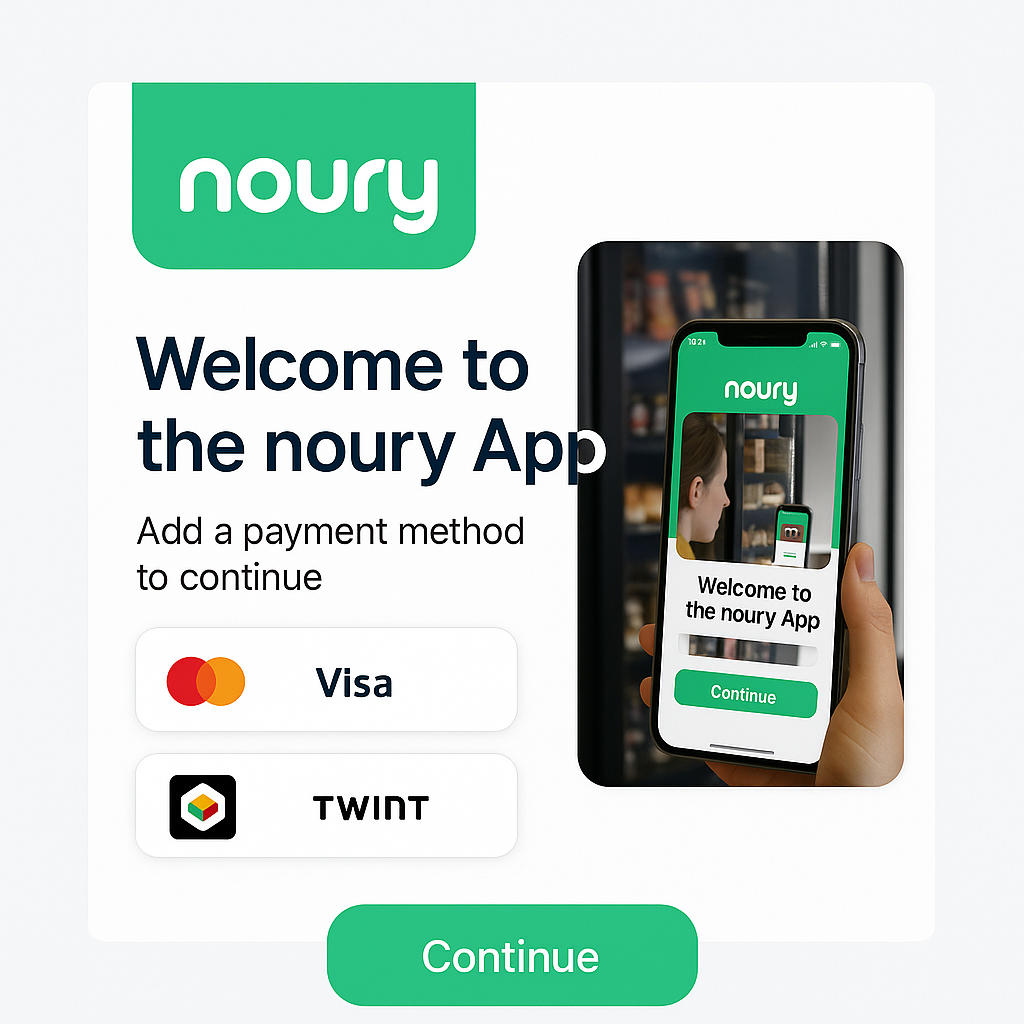 noury
Welcome to
the noury App
Add a payment method
to continue
Visa
TWINT
Continue
noury
Welcome to
the noury App
Continue